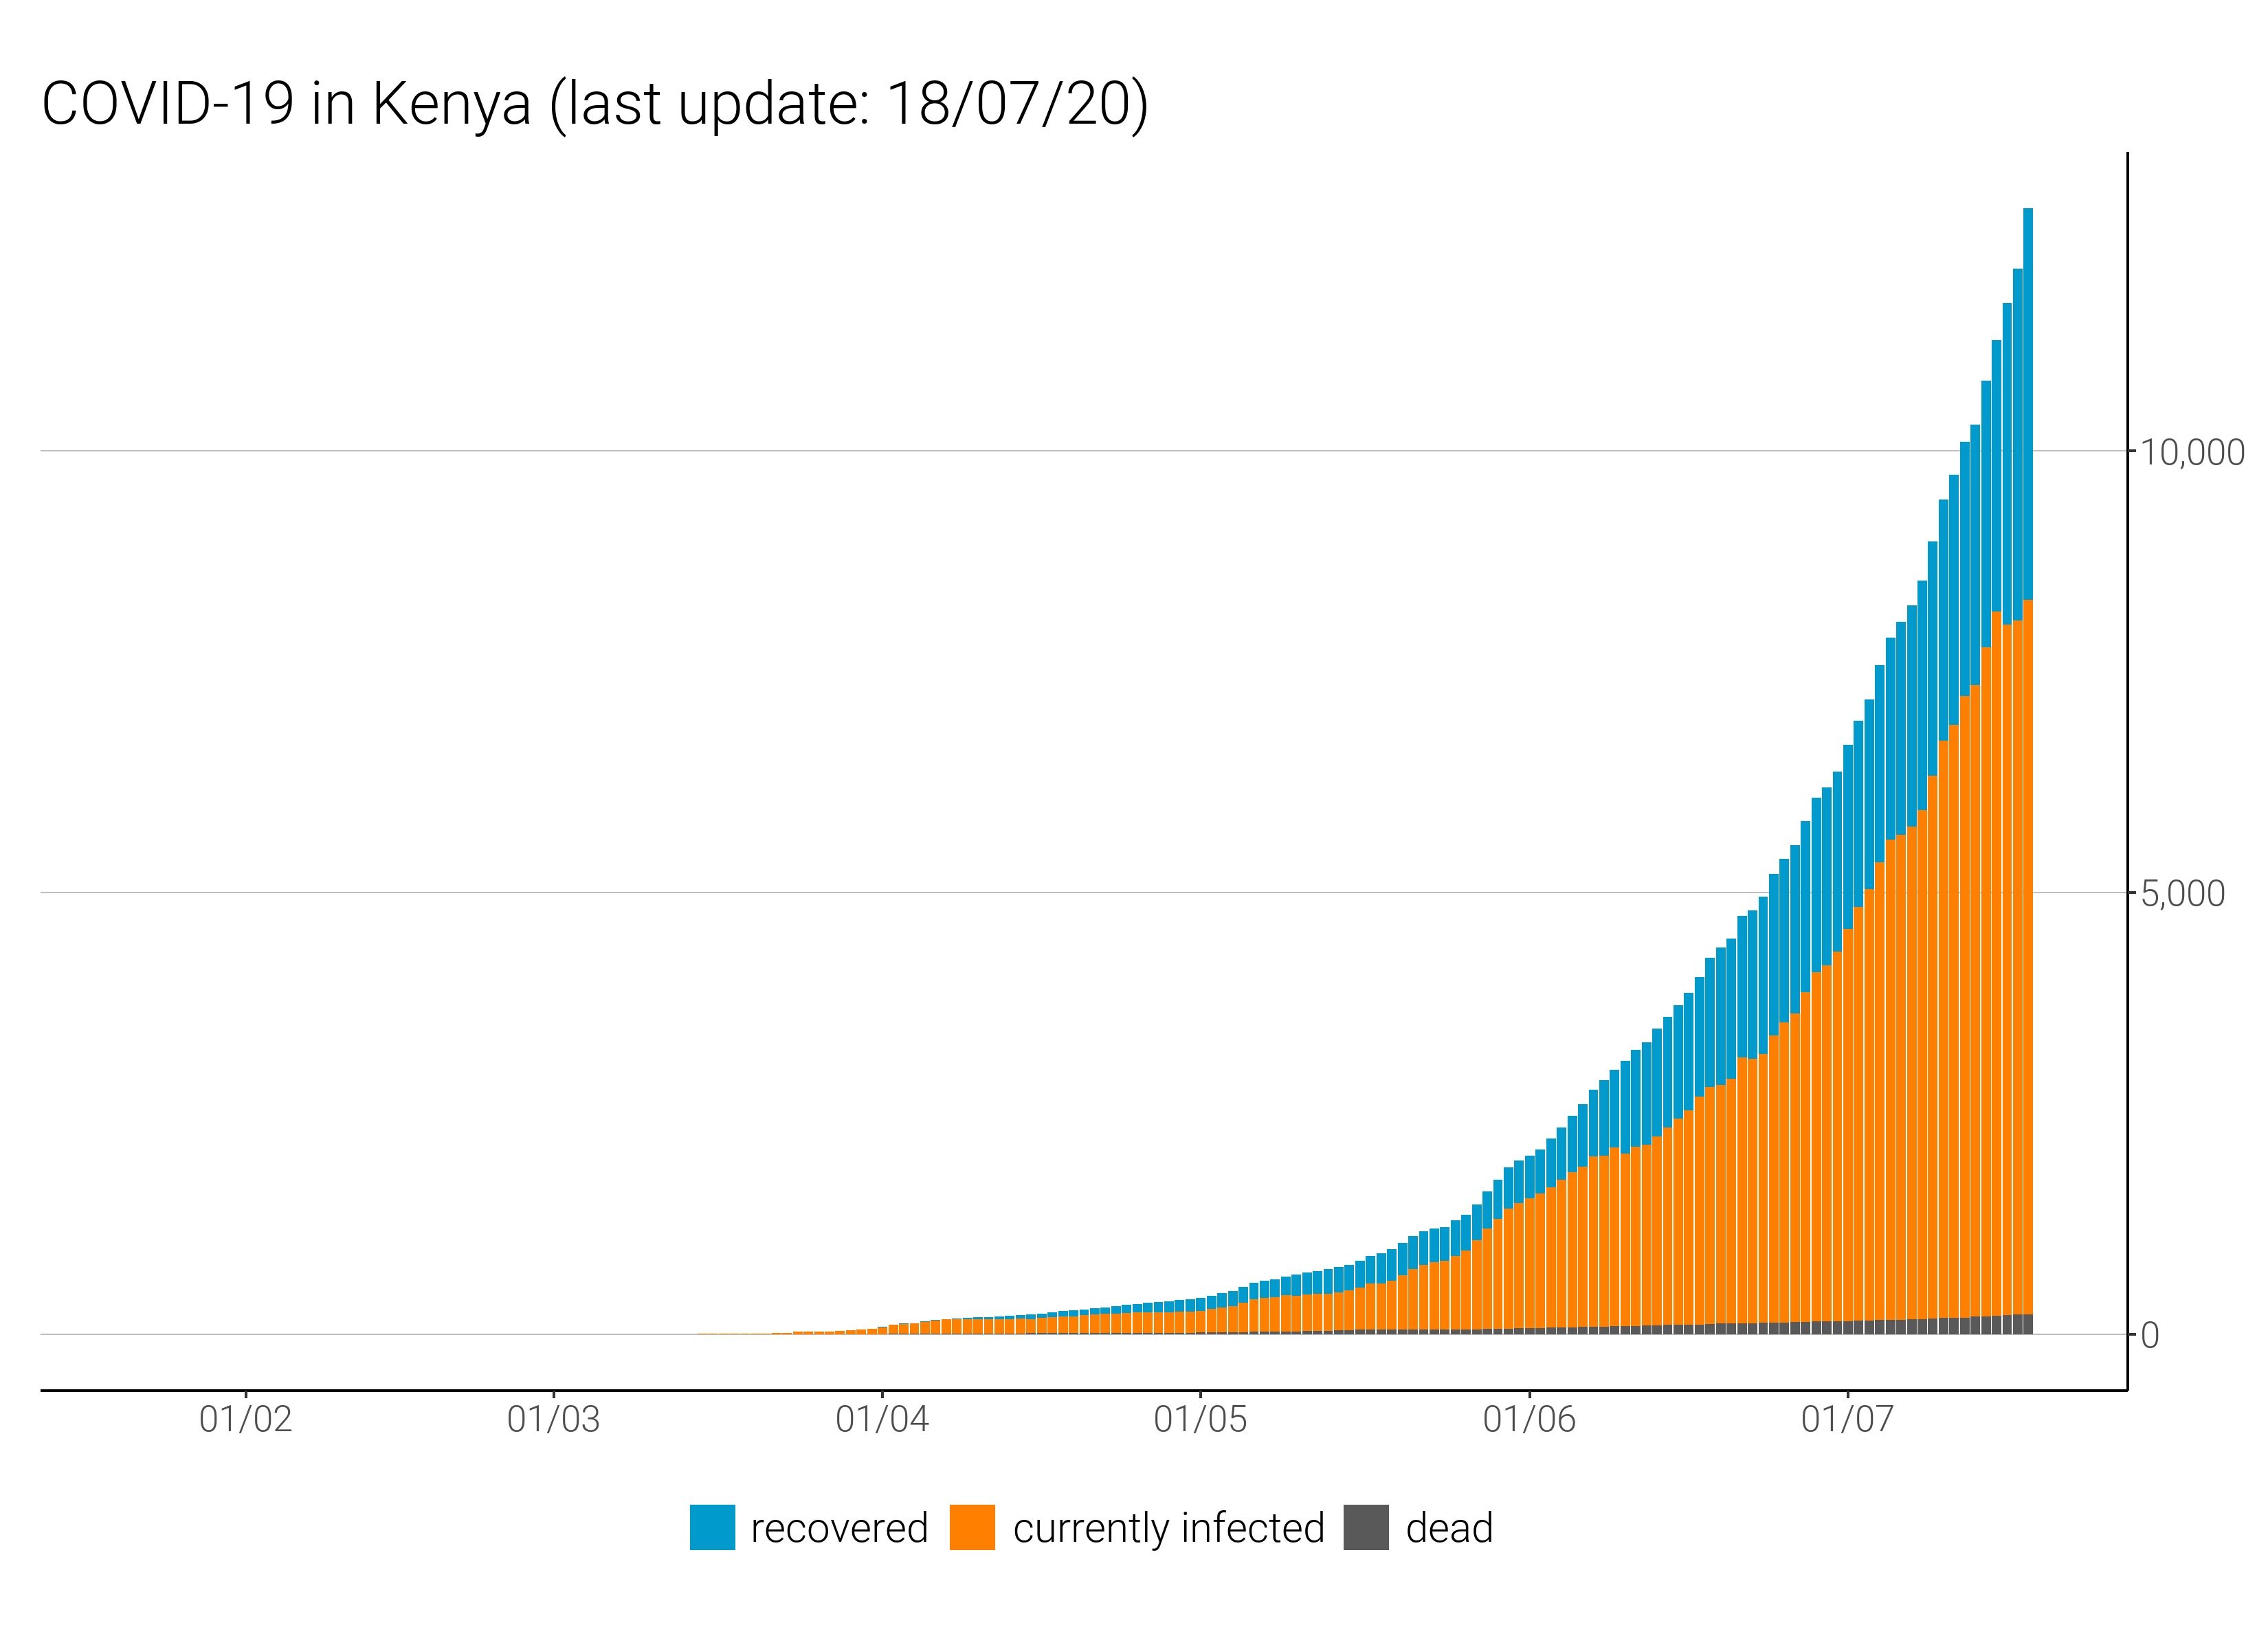 COVID-19 in Kenya (last update: 18/07/20)
10,000
5,000
0
01/02 01/03 01/04 01/05 01/06 01/07
recovered currently infected dead